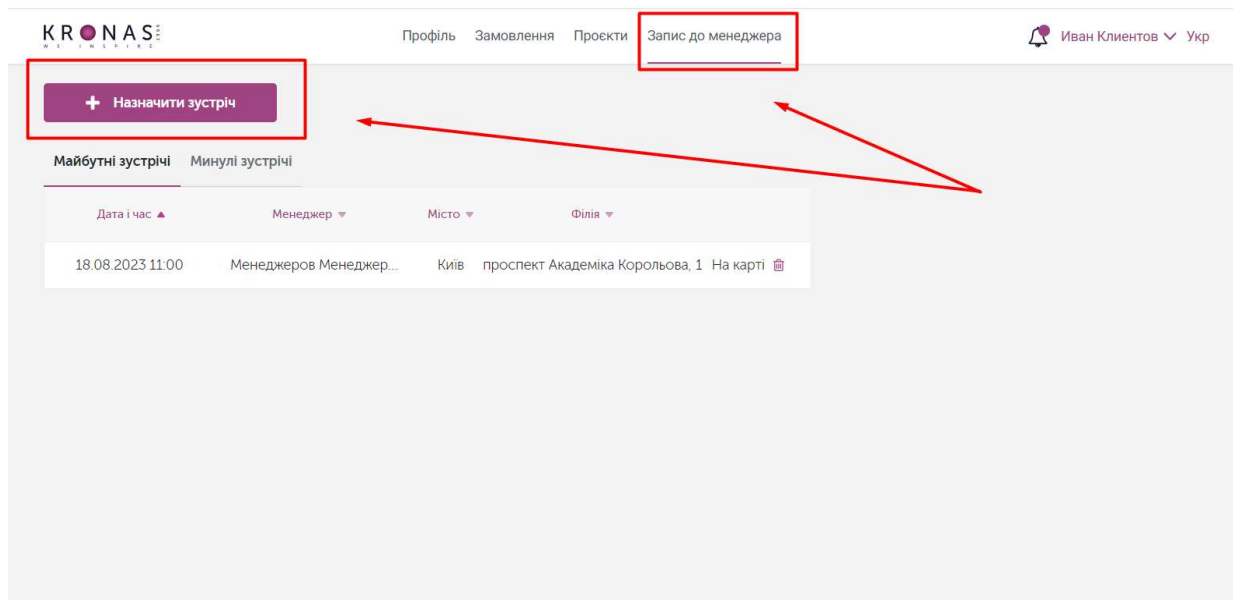 KRONAS
WE INSPIRE
Профіль Замовлення Проєкти Запис до менеджера
Иван Клиентов Укр
+ Назначити зустріч
Майбутні зустрічі Минулі зустрічі
Дата і час Менеджер Місто Філія
18.08.2023 11:00 Менеджеров Менеджер... Київ проспект Академіка Корольова, 1 На карті